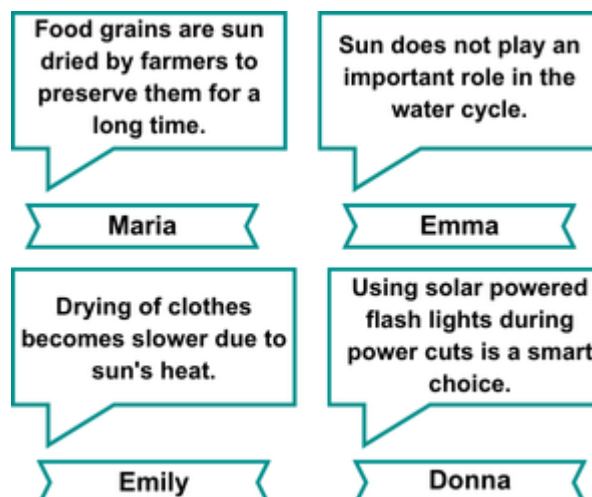 Food grains are sun
dried by farmers to
preserve them for a
long time.
Maria
Sun does not play an
important role in the
water cycle.
Emma
Drying of clothes
becomes slower due to
sun's heat.
Emily
Using solar powered
flash lights during
power cuts is a smart
choice.
Donna